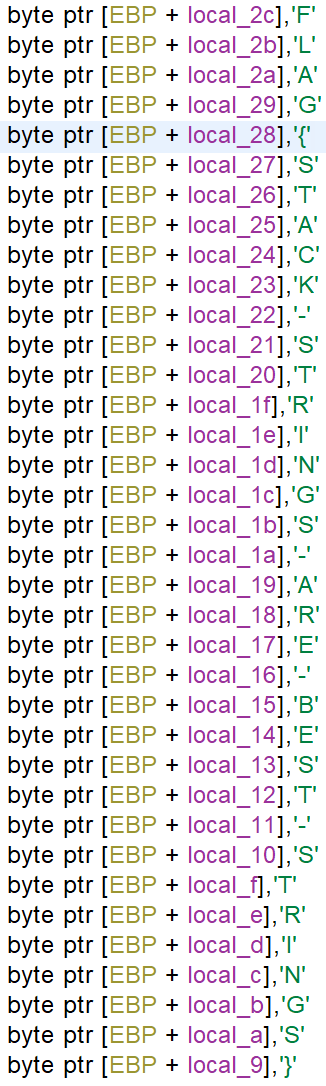 byte ptr [EBP + local_2c],'F'
byte ptr [EBP + local_2b],'L'
byte ptr [EBP + local_2a],'A'
byte ptr [EBP + local_29],'G'
byte ptr [EBP + local_28],'{'
byte ptr [EBP + local_27],'S'
byte ptr [EBP + local_26],'T'
byte ptr [EBP + local_25],'A'
byte ptr [EBP + local_24],'C'
byte ptr [EBP + local_23],'K'
byte ptr [EBP + local_22],'-'
byte ptr [EBP + local_21],'S'
byte ptr [EBP + local_20],'T'
byte ptr [EBP + local_1f],'R'
byte ptr [EBP + local_1e],'I'
byte ptr [EBP + local_1d],'N'
byte ptr [EBP + local_1c],'G'
byte ptr [EBP + local_1b],'S'
byte ptr [EBP + local_1a],'-'
byte ptr [EBP + local_19],'A'
byte ptr [EBP + local_18],'R'
byte ptr [EBP + local_17],'E'
byte ptr [EBP + local_16],'-'
byte ptr [EBP + local_15],'B'
byte ptr [EBP + local_14],'E'
byte ptr [EBP + local_13],'S'
byte ptr [EBP + local_12],'T'
byte ptr [EBP + local_11],'-'
byte ptr [EBP + local_10],'S'
byte ptr [EBP + local_f],'T'
byte ptr [EBP + local_e],'R'
byte ptr [EBP + local_d],'I'
byte ptr [EBP + local_c],'N'
byte ptr [EBP + local_b],'G'
byte ptr [EBP + local_a],'S'
byte ptr [EBP + local_9],'}'